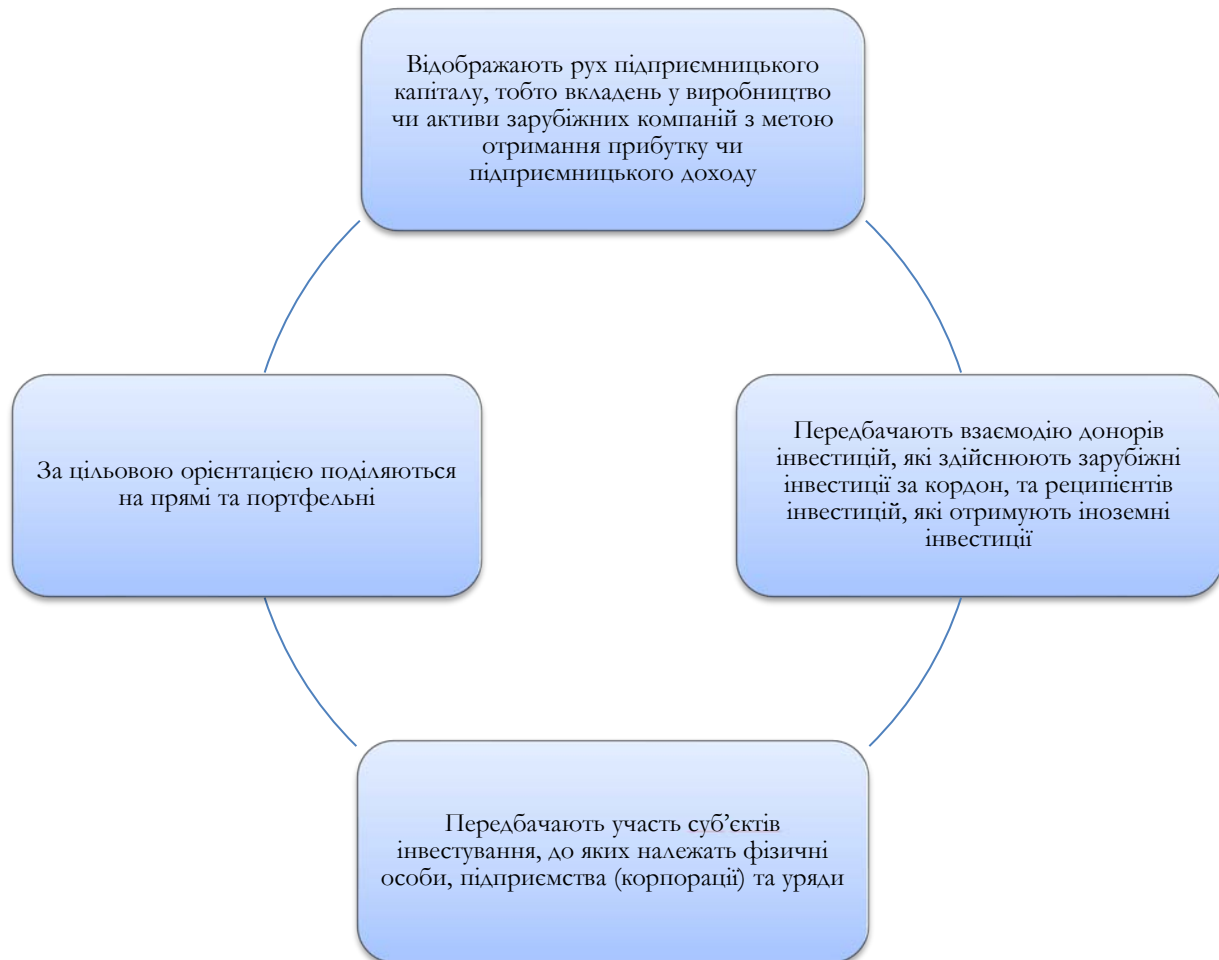 Відображають рух підприємницького
капіталу, тобто вкладень у виробництво
чи активи зарубіжних компаній з метою
отримання прибутку чи
підприємницького доходу
Передбачають взаємодію донорів
інвестицій, які здійснюють зарубіжні
інвестиції за кордон, та реципієнтів
інвестицій, які отримують іноземні
інвестиції
Передбачають участь суб’єктів
інвестування, до яких належать фізичні
особи, підприємства (корпорації) та уряди
За цільовою орієнтацією поділяються
на прямі та портфельні